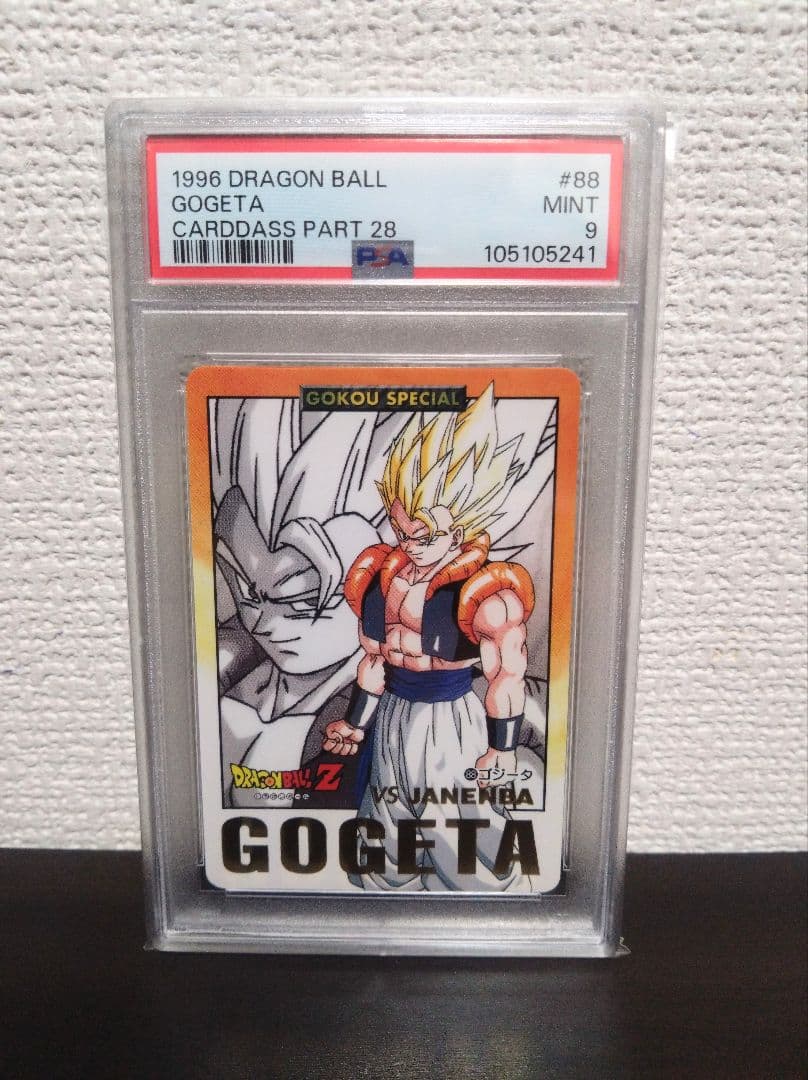 1996 DRAGON BALL #88
GOGETA MINT
CARDDASS PART 28 9
PSA 105105241
GOKOU SPECIAL
DRAGON BALL Z
88 ゴジータ
VS JANENBA
GOGETA